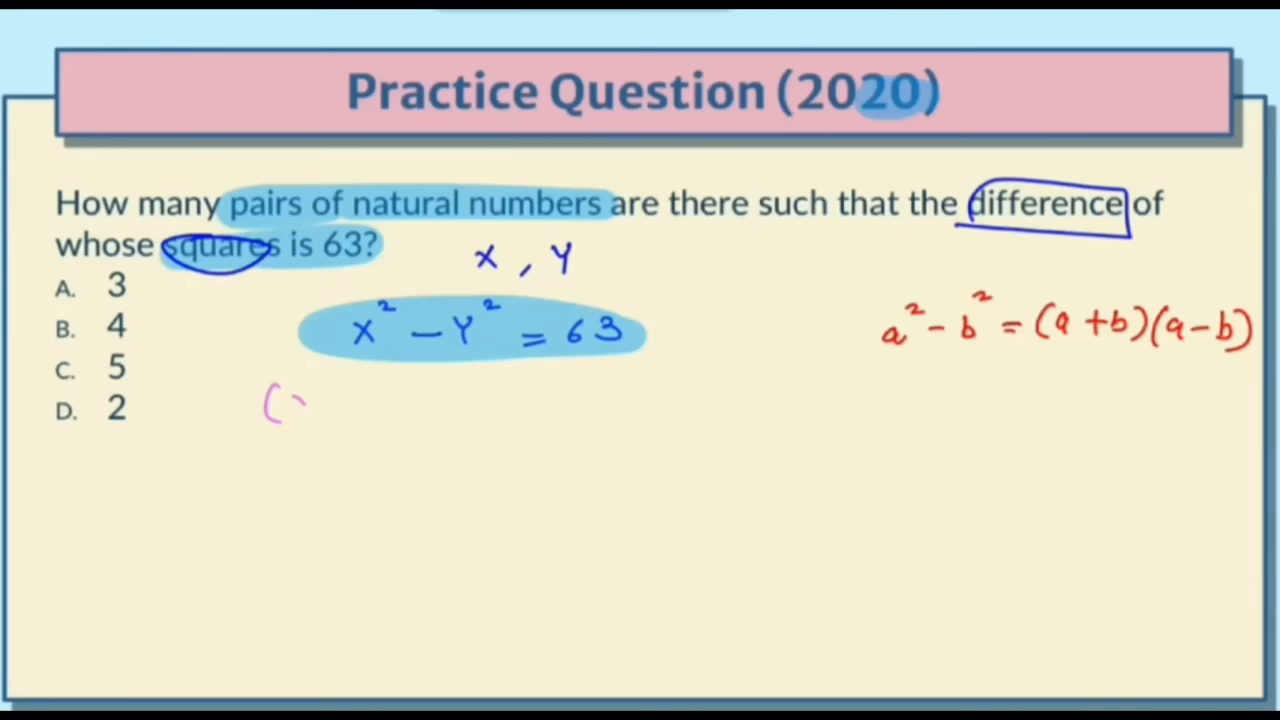 Practice Question (2020)
How many pairs of natural numbers are there such that the difference of
whose squares is 63?
x , y
A. 3
B. 4
x² - y² = 63
a² - b² = (a + b)(a - b)
C. 5
D. 2
(